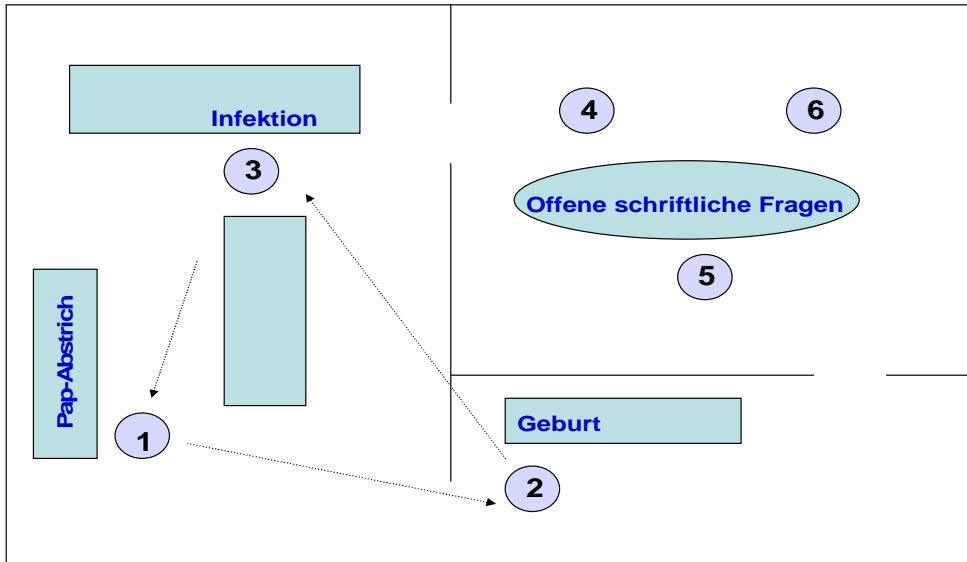 Infektion
3
4
6
Offene schriftliche Fragen
5
Pap-Abstrich
1
Geburt
2